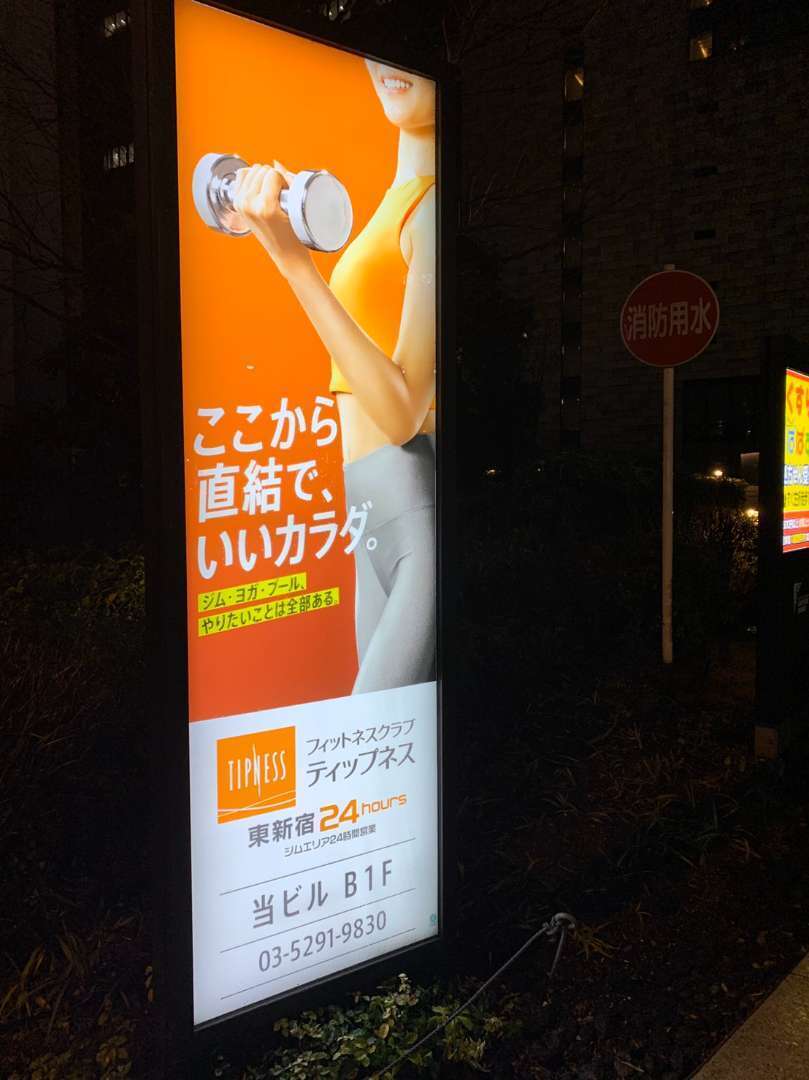 ここから
直結で、
いいカラダ。
ジム・ヨガ・プール、
やりたいことは全部ある。
TIPNESS
フィットネスクラブ
ティップネス
東新宿 24 hours
ジムエリア24時間営業
当ビル B1F
03-5291-9830
消防用水